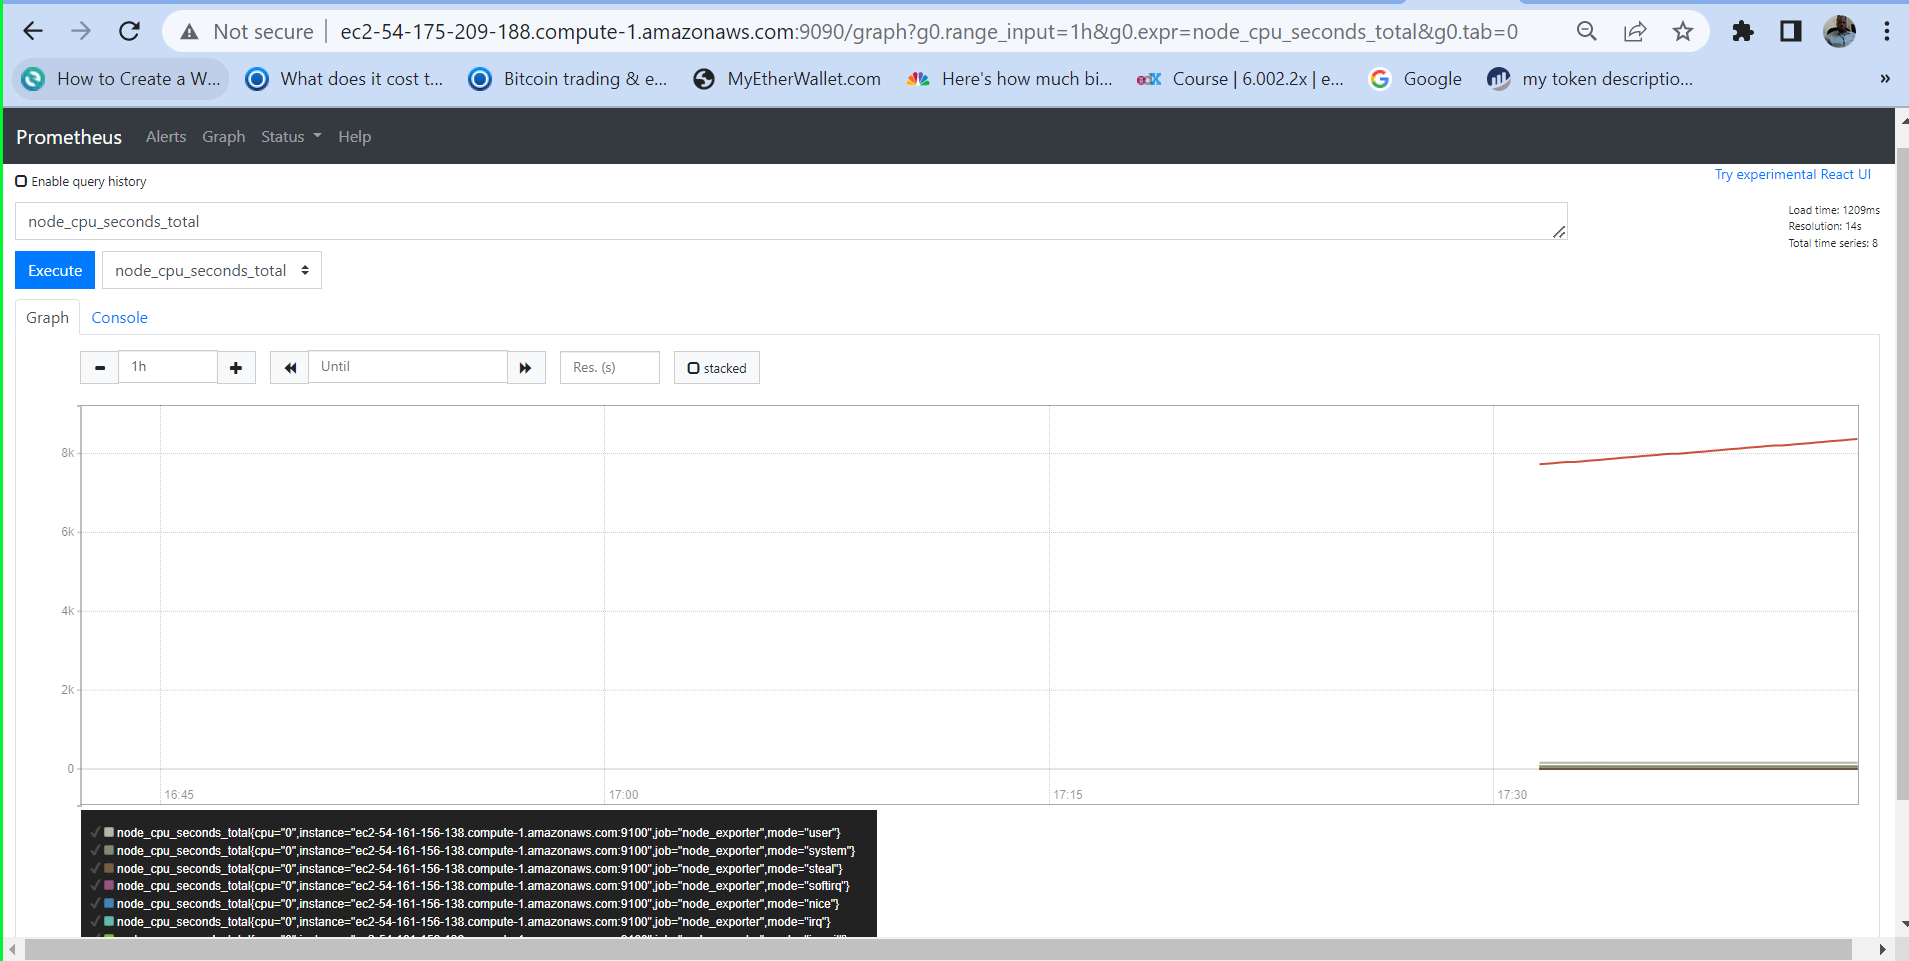 Not secure | ec2-54-175-209-188.compute-1.amazonaws.com:9090/graph?g0.range_input=1h&g0.expr=node_cpu_seconds_total&g0.tab=0
How to Create a W... What does it cost t... Bitcoin trading & e... MyEtherWallet.com Here's how much bi... edX Course | 6.002.2x | e... Google my token descriptio... »
Prometheus Alerts Graph Status Help
Enable query history
Try experimental React UI
node_cpu_seconds_total
Load time: 1209ms
Resolution: 14s
Total time series: 8
Execute node_cpu_seconds_total
Graph Console
1h Until Res. (s) stacked
8k
6k
4k
2k
0
16:45 17:00 17:15 17:30
node_cpu_seconds_total{cpu="0",instance="ec2-54-161-156-138.compute-1.amazonaws.com:9100",job="node_exporter",mode="user"}
node_cpu_seconds_total{cpu="0",instance="ec2-54-161-156-138.compute-1.amazonaws.com:9100",job="node_exporter",mode="system"}
node_cpu_seconds_total{cpu="0",instance="ec2-54-161-156-138.compute-1.amazonaws.com:9100",job="node_exporter",mode="steal"}
node_cpu_seconds_total{cpu="0",instance="ec2-54-161-156-138.compute-1.amazonaws.com:9100",job="node_exporter",mode="softirq"}
node_cpu_seconds_total{cpu="0",instance="ec2-54-161-156-138.compute-1.amazonaws.com:9100",job="node_exporter",mode="nice"}
node_cpu_seconds_total{cpu="0",instance="ec2-54-161-156-138.compute-1.amazonaws.com:9100",job="node_exporter",mode="irq"}